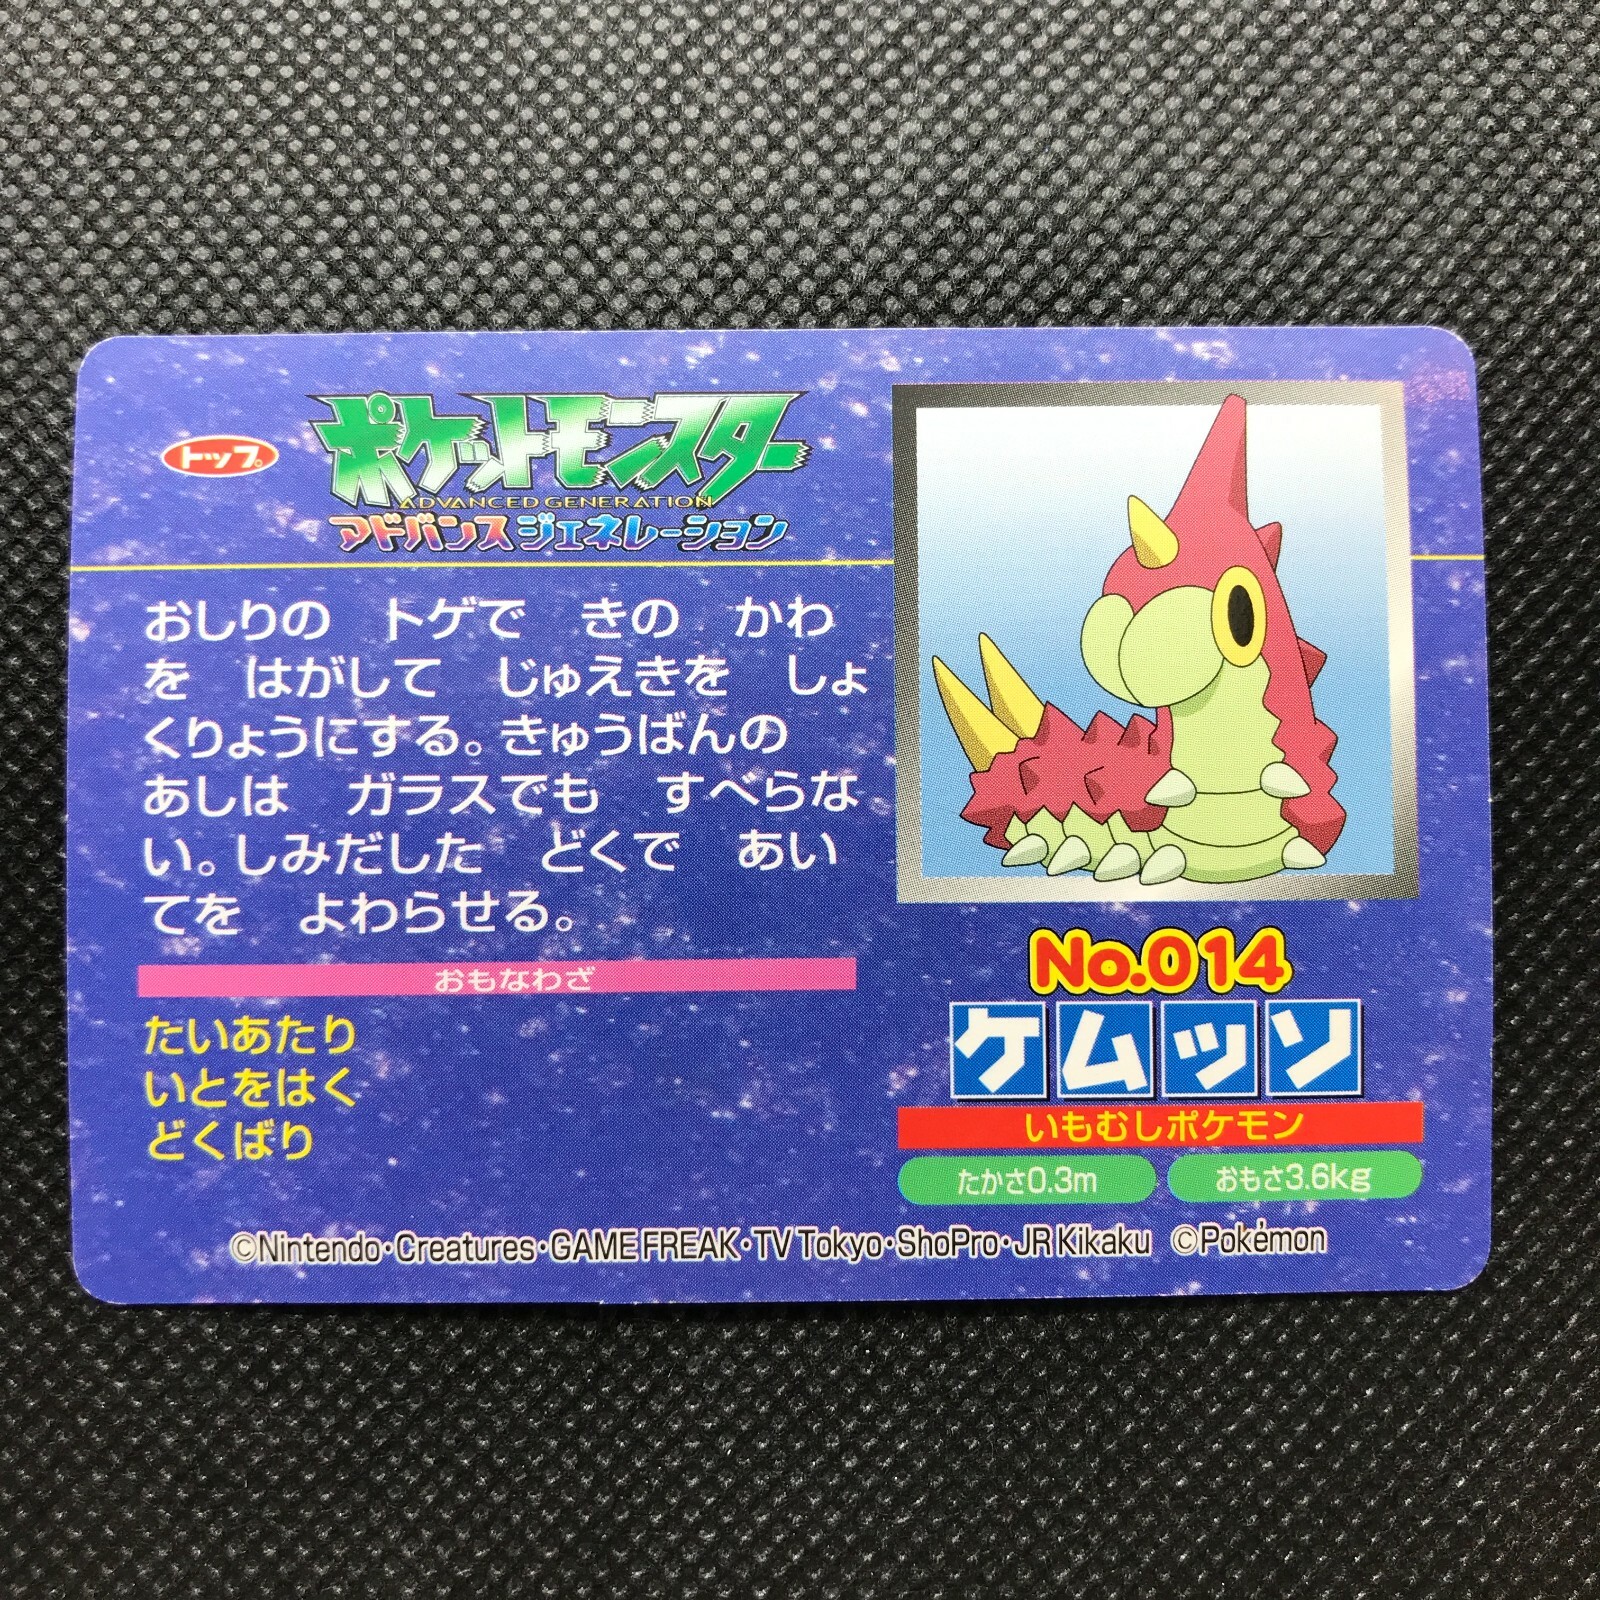 トップ
ポケットモンスター
ADVANCED GENERATION
アドバンスジェネレーション
おしりの　トゲで　きの　かわ
を　はがして　じゅえきを　しょ
くりょうにする。きゅうばんの
あしは　ガラスでも　すべらな
い。しみだした　どくで　あい
てを　よわらせる。
おもなわざ
たいあたり
いとをはく
どくばり
No.014
ケムッソ
いもむしポケモン
たかさ0.3m
おもさ3.6kg
©Nintendo・Creatures・GAME FREAK・TV Tokyo・ShoPro・JR Kikaku ©Pokémon